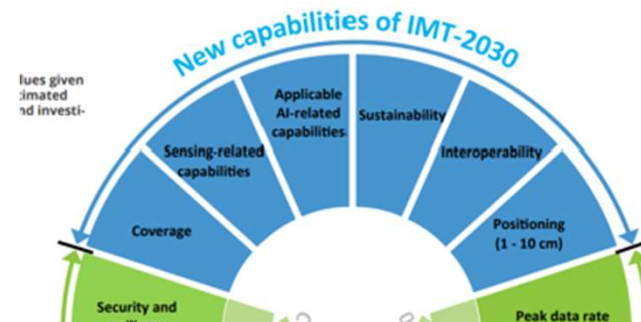 New capabilities of IMT-2030
lues given
timated
nd investi-
Applicable
AI-related
capabilities
Sustainability
Sensing-related
capabilities
Interoperability
Coverage
Positioning
(1 - 10 cm)
Security and
Peak data rate